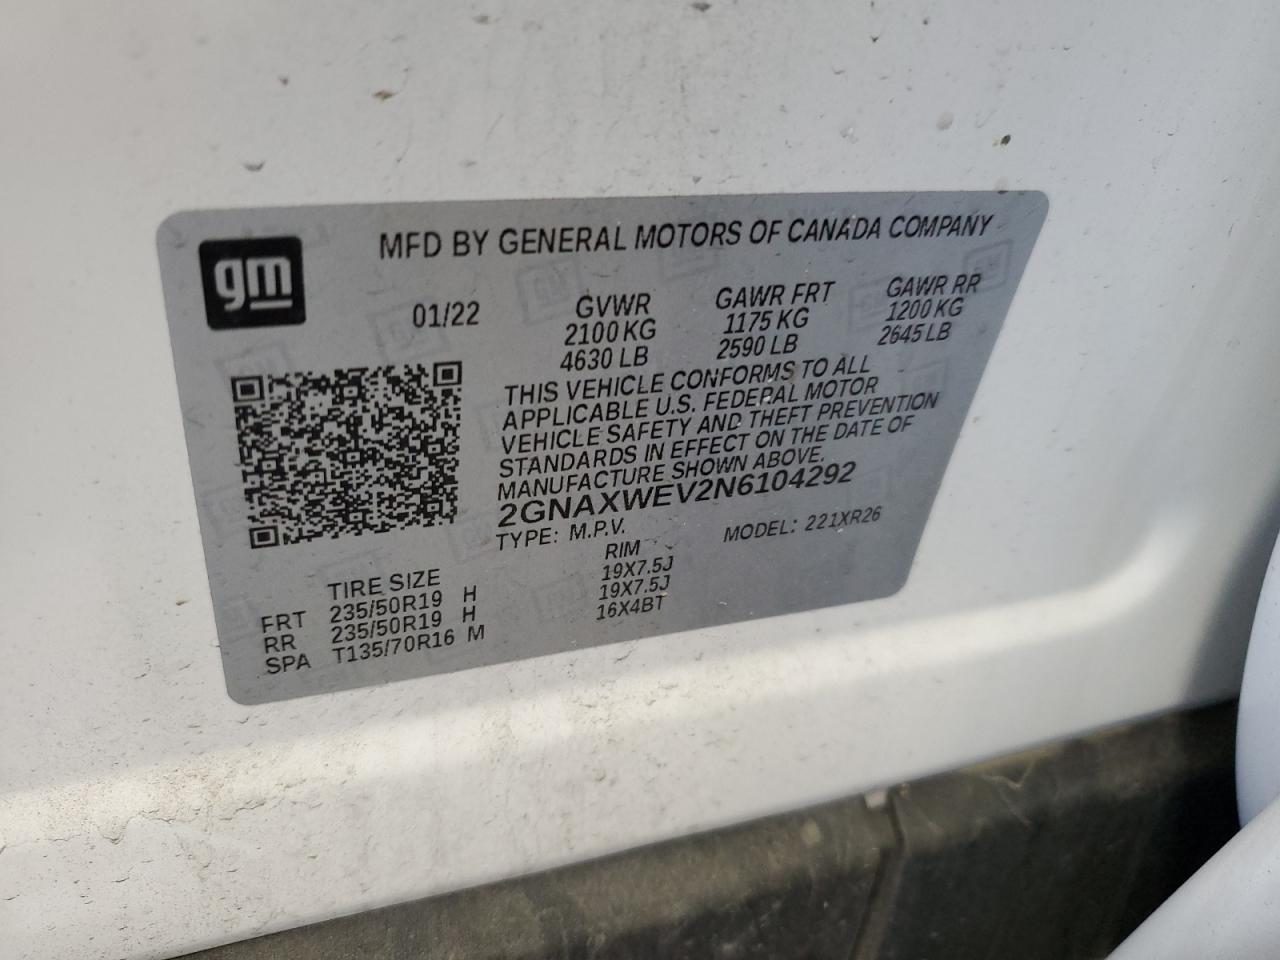 gm
MFD BY GENERAL MOTORS OF CANADA COMPANY
01/22
GVWR GAWR FRT GAWR RR
2100 KG 1175 KG 1200 KG
4630 LB 2590 LB 2645 LB
THIS VEHICLE CONFORMS TO ALL
APPLICABLE U.S. FEDERAL MOTOR
VEHICLE SAFETY AND THEFT PREVENTION
STANDARDS IN EFFECT ON THE DATE OF
MANUFACTURE SHOWN ABOVE.
2GNAXWEV2N6104292
TYPE: M.P.V. MODEL: 221XR26
TIRE SIZE RIM
FRT 235/50R19 H 19X7.5J
RR 235/50R19 H 19X7.5J
SPA T135/70R16 M 16X4BT